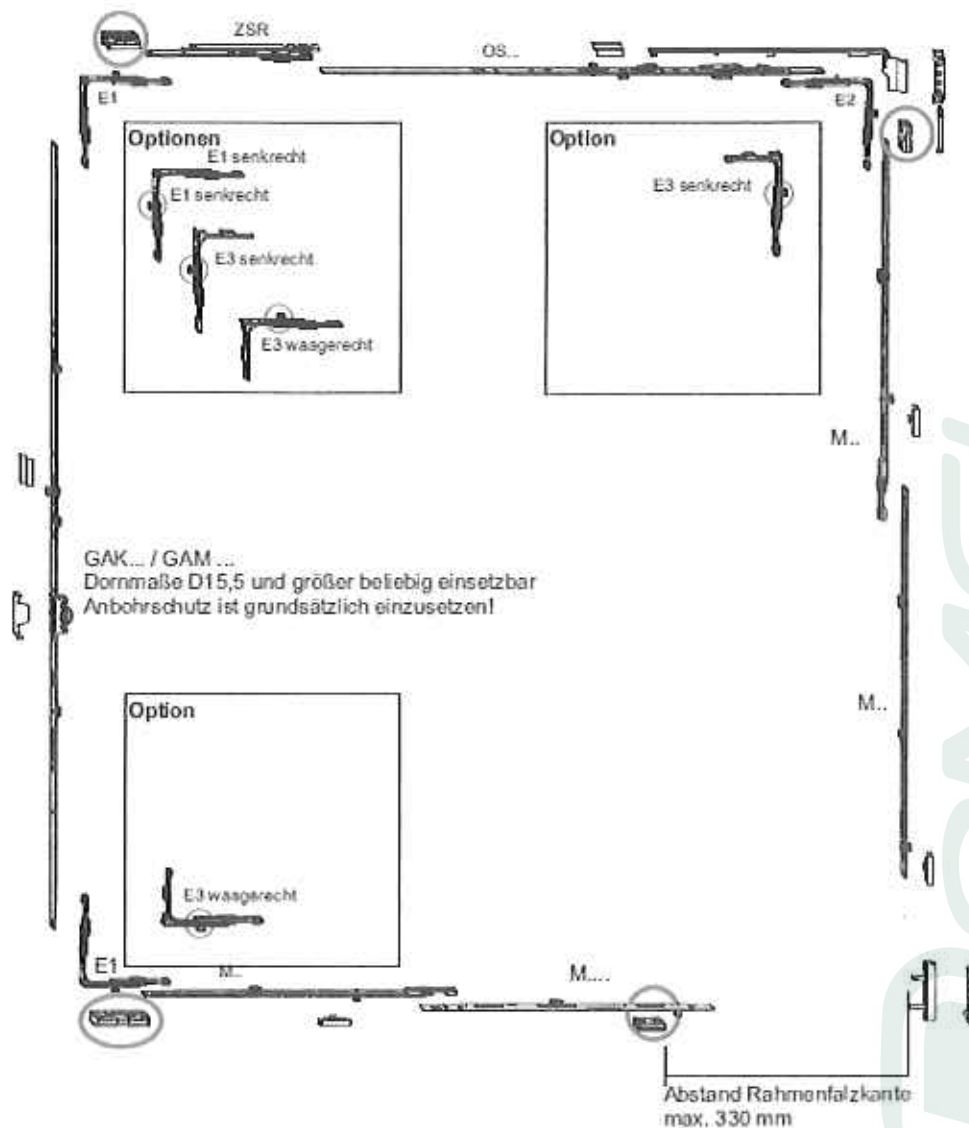 ZSR
OS...
E1
E2
Optionen
E1 senkrecht
E1 senkrecht
E3 senkrecht
E3 waagerecht
Option
E3 senkrecht
M..
GAK... / GAM ...
Dornmaße D15,5 und größer beliebig einsetzbar
Anbohrschutz ist grundsätzlich einzusetzen!
M..
Option
E3 waagerecht
E1
M..
M....
Abstand Rahmenfalzkante
max. 330 mm